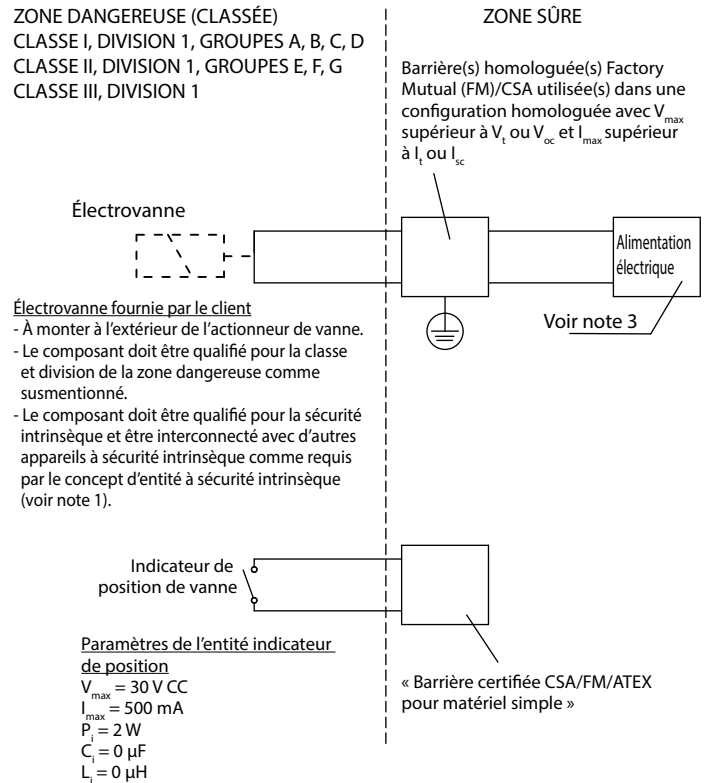 ZONE DANGEREUSE (CLASSÉE)
CLASSE I, DIVISION 1, GROUPES A, B, C, D
CLASSE II, DIVISION 1, GROUPES E, F, G
CLASSE III, DIVISION 1
ZONE SÛRE
Barrière(s) homologuée(s) Factory
Mutual (FM)/CSA utilisée(s) dans une
configuration homologuée avec Vmax
supérieur à Vt ou Voc et Imax supérieur
à It ou Isc
Électrovanne
Alimentation
électrique
Voir note 3
Électrovanne fournie par le client
- À monter à l'extérieur de l'actionneur de vanne.
- Le composant doit être qualifié pour la classe
et division de la zone dangereuse comme
susmentionné.
- Le composant doit être qualifié pour la sécurité
intrinsèque et être interconnecté avec d'autres
appareils à sécurité intrinsèque comme requis
par le concept d'entité à sécurité intrinsèque
(voir note 1).
Indicateur de
position de vanne
Paramètres de l'entité indicateur
de position
Vmax = 30 V CC
Imax = 500 mA
Pi = 2 W
Ci = 0 µF
Li = 0 µH
« Barrière certifiée CSA/FM/ATEX
pour matériel simple »